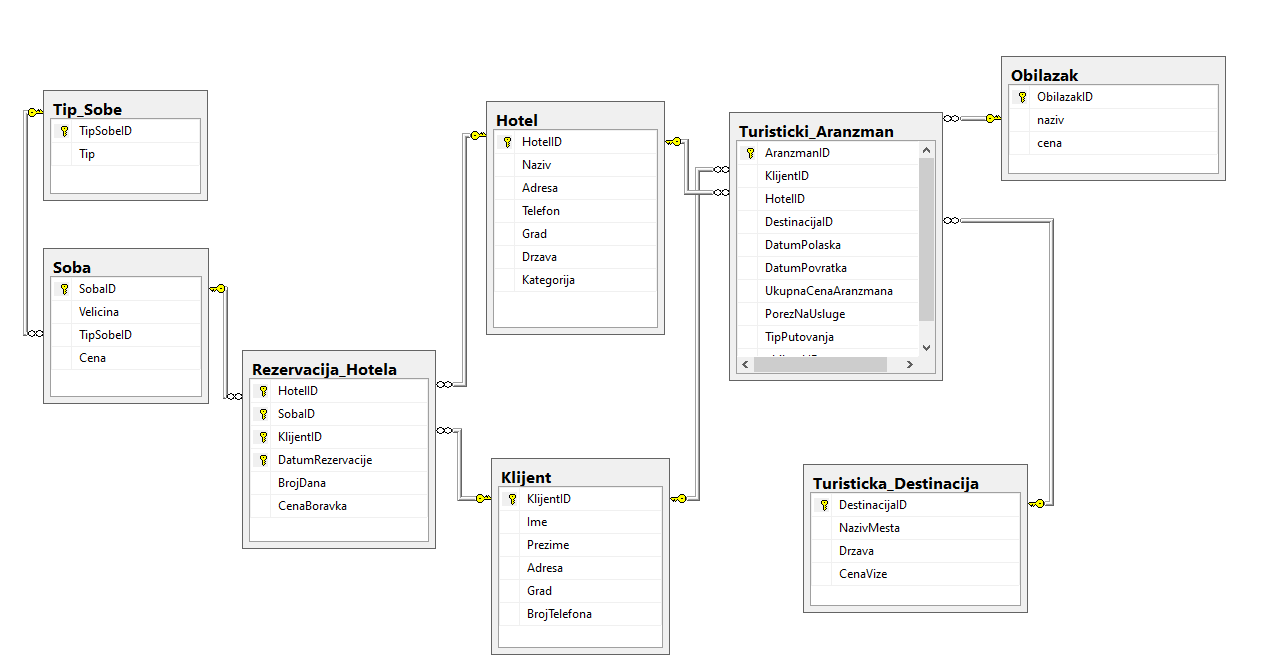 Tip_Sobe
TipSobeID
Tip
Soba
SobaID
Velicina
TipSobeID
Cena
Rezervacija_Hotela
HotelID
SobaID
KlijentID
DatumRezervacije
BrojDana
CenaBoravka
Hotel
HotelID
Naziv
Adresa
Telefon
Grad
Drzava
Kategorija
Klijent
KlijentID
Ime
Prezime
Adresa
Grad
BrojTelefona
Turisticki_Aranzman
AranzmanID
KlijentID
HotelID
DestinacijaID
DatumPolaska
DatumPovratka
UkupnaCenaAranzmana
PorezNaUsluge
TipPutovanja
Obilazak
ObilazakID
naziv
cena
Turisticka_Destinacija
DestinacijaID
NazivMesta
Drzava
CenaVize